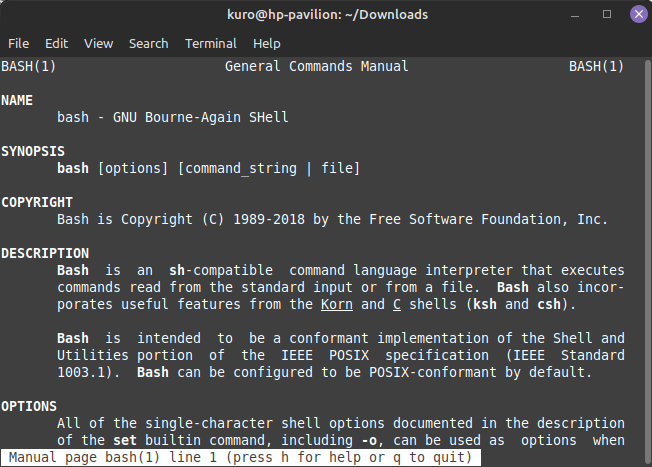 kuro@hp-pavilion: ~/Downloads
File Edit View Search Terminal Help
BASH(1) General Commands Manual BASH(1)
NAME
bash - GNU Bourne-Again SHell
SYNOPSIS
bash [options] [command_string | file]
COPYRIGHT
Bash is Copyright (C) 1989-2018 by the Free Software Foundation, Inc.
DESCRIPTION
Bash is an sh-compatible command language interpreter that executes
commands read from the standard input or from a file. Bash also incor-
porates useful features from the Korn and C shells (ksh and csh).
Bash is intended to be a conformant implementation of the Shell and
Utilities portion of the IEEE POSIX specification (IEEE Standard
1003.1). Bash can be configured to be POSIX-conformant by default.
OPTIONS
All of the single-character shell options documented in the description
of the set builtin command, including -o, can be used as options when
Manual page bash(1) line 1 (press h for help or q to quit)